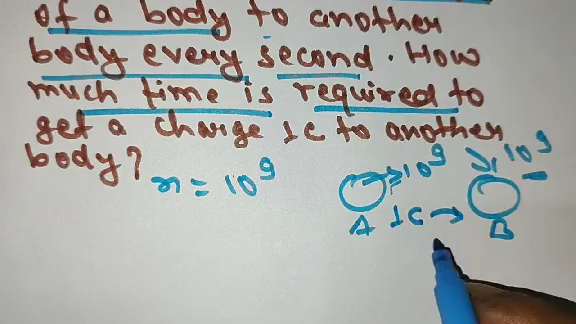 of a body to another
body every second. How
much time is required to
get a charge 1C to another
body?
n = 10⁹
10⁹
10⁹
-
A 1C → B